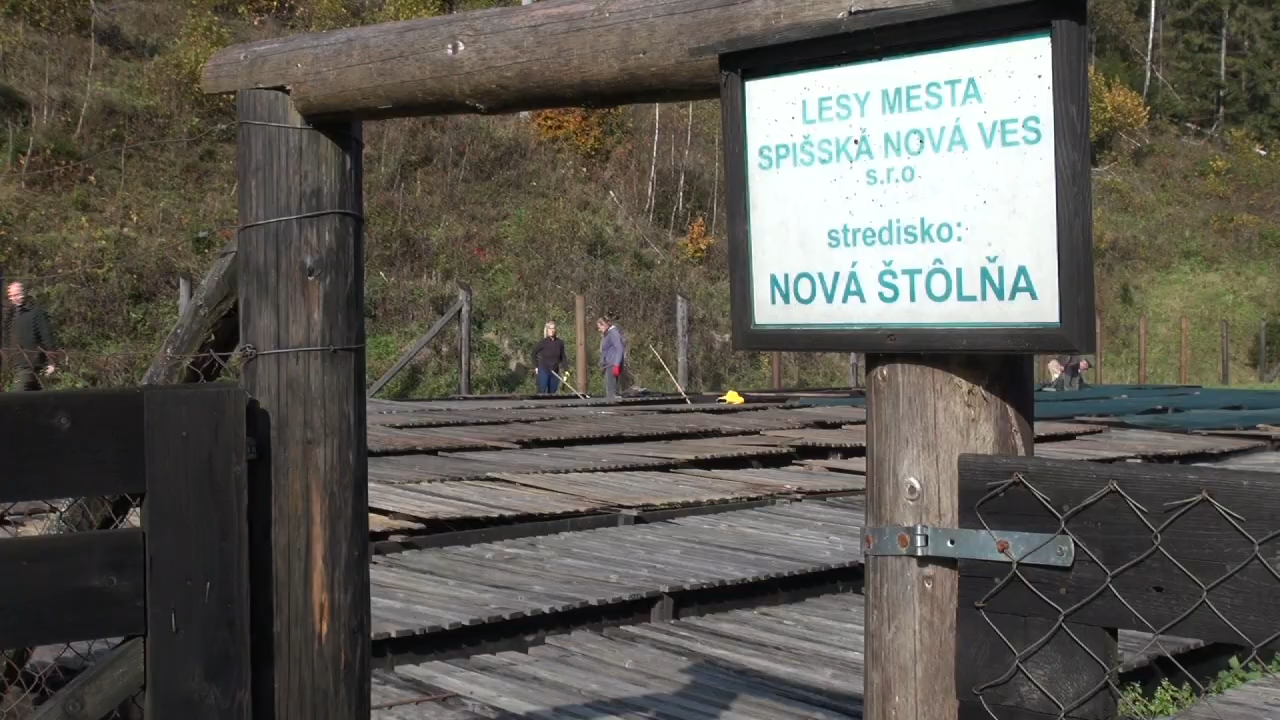 LESY MESTA
SPIŠSKÁ NOVÁ VES
s.r.o
stredisko:
NOVÁ ŠTÔLŇA